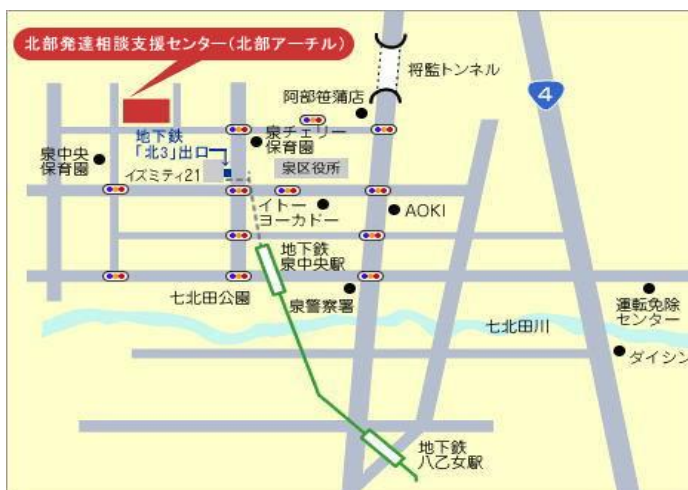 北部発達相談支援センター(北部アーチル)
将監トンネル
4
阿部笹蒲店
地下鉄
「北3」出口
泉チェリー
保育園
泉中央
保育園
イズミティ21
泉区役所
イトー
ヨーカドー
AOKI
地下鉄
泉中央駅
七北田公園
泉警察署
運転免除
センター
七北田川
ダイシン
地下鉄
八乙女駅